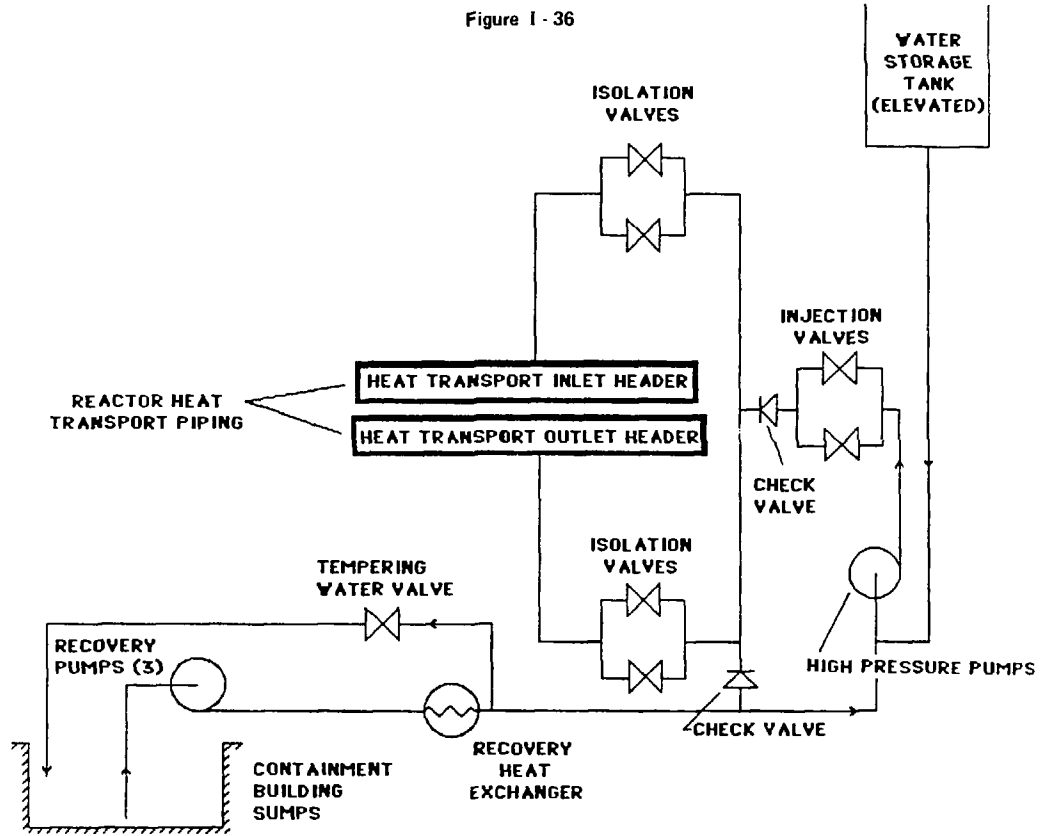 Figure I - 36
WATER
STORAGE
TANK
(ELEVATED)
ISOLATION
VALVES
INJECTION
VALVES
HEAT TRANSPORT INLET HEADER
REACTOR HEAT
TRANSPORT PIPING
HEAT TRANSPORT OUTLET HEADER
CHECK
VALVE
ISOLATION
VALVES
TEMPERING
WATER VALVE
RECOVERY
PUMPS (3)
HIGH PRESSURE PUMPS
CHECK VALVE
RECOVERY
HEAT
EXCHANGER
CONTAINMENT
BUILDING
SUMPS